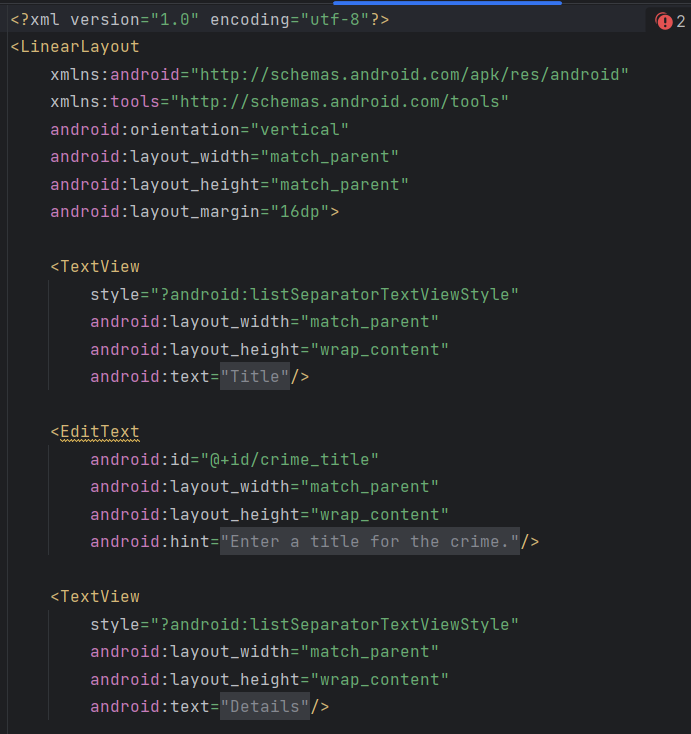 <?xml version="1.0" encoding="utf-8"?>
2
<LinearLayout
xmlns:android="http://schemas.android.com/apk/res/android"
xmlns:tools="http://schemas.android.com/tools"
android:orientation="vertical"
android:layout_width="match_parent"
android:layout_height="match_parent"
android:layout_margin="16dp">
<TextView
style="?android:listSeparatorTextViewStyle"
android:layout_width="match_parent"
android:layout_height="wrap_content"
android:text="Title"/>
<EditText
android:id="@+id/crime_title"
android:layout_width="match_parent"
android:layout_height="wrap_content"
android:hint="Enter a title for the crime."/>
<TextView
style="?android:listSeparatorTextViewStyle"
android:layout_width="match_parent"
android:layout_height="wrap_content"
android:text="Details"/>